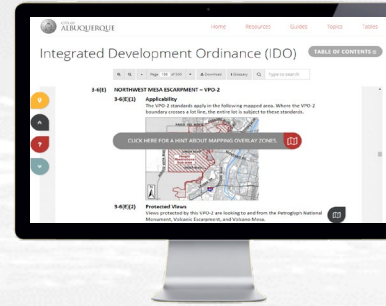 CITY OF
ALBUQUERQUE
Home Resources Guides Topics Tables
Integrated Development Ordinance (IDO)
TABLE OF CONTENTS
Page
Download
Glossary
Type to search
3-6(E) NORTHWEST MESA ESCARPMENT – VPO-2
3-6(E)(1) Applicability
The VPO-2 standards apply in the following mapped area. Where the VPO-2
boundary crosses a lot line, the entire lot is subject to these standards.
CLICK HERE FOR A HINT ABOUT MAPPING OVERLAY ZONES.
3-6(E)(2) Protected Views
Views protected by this VPO-2 are looking to and from the Petroglyph National
Monument, Volcanic Escarpment, and Volcano Mesa.